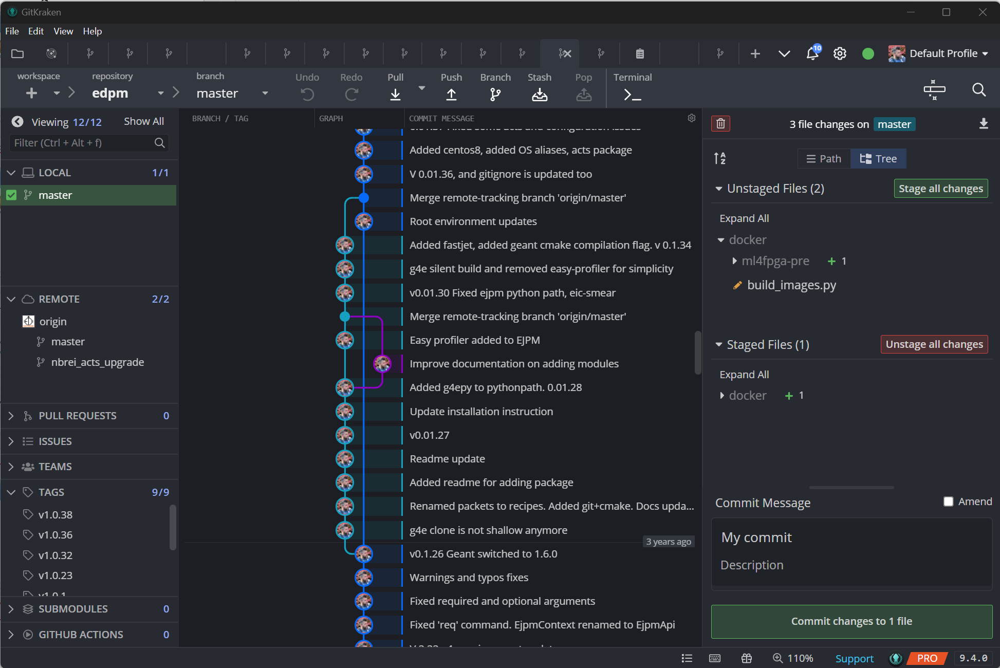 GitKraken
File Edit View Help
10
Default Profile
workspace
repository
edpm
branch
master
Undo
Redo
Pull
Push
Branch
Stash
Pop
Terminal
Viewing 12/12 Show All
Filter (Ctrl + Alt + f)
LOCAL 1/1
master
REMOTE 2/2
origin
master
nbrei_acts_upgrade
PULL REQUESTS 0
ISSUES
TEAMS
TAGS 9/9
v1.0.38
v1.0.36
v1.0.32
v1.0.23
SUBMODULES 0
GITHUB ACTIONS 0
BRANCH / TAG GRAPH COMMIT MESSAGE
Added centos8, added OS aliases, acts package
V 0.01.36, and gitignore is updated too
Merge remote-tracking branch 'origin/master'
Root environment updates
Added fastjet, added geant cmake compilation flag. v 0.1.34
g4e silent build and removed easy-profiler for simplicity
v0.01.30 Fixed ejpm python path, eic-smear
Merge remote-tracking branch 'origin/master'
Easy profiler added to EJPM
Improve documentation on adding modules
Added g4epy to pythonpath. 0.01.28
Update installation instruction
v0.01.27
Readme update
Added readme for adding package
Renamed packets to recipes. Added git+cmake. Docs upda...
g4e clone is not shallow anymore
3 years ago
v0.1.26 Geant switched to 1.6.0
Warnings and typos fixes
Fixed required and optional arguments
Fixed 'req' command. EjpmContext renamed to EjpmApi
3 file changes on master
Path Tree
Unstaged Files (2) Stage all changes
Expand All
docker
ml4fpga-pre + 1
build_images.py
Staged Files (1) Unstage all changes
Expand All
docker + 1
Commit Message Amend
My commit
Description
Commit changes to 1 file
110% Support PRO 9.4.0